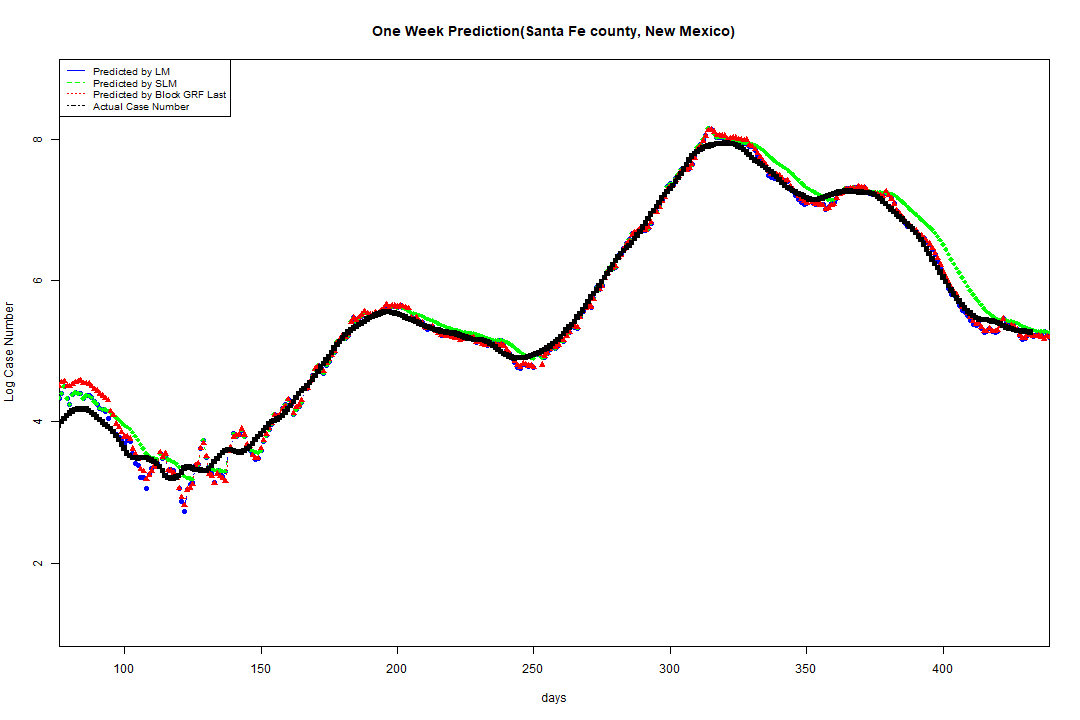 One Week Prediction(Santa Fe county, New Mexico)
Predicted by LM
Predicted by SLM
Predicted by Block GRF Last
Actual Case Number
8
6
4
2
Log Case Number
100 150 200 250 300 350 400
days